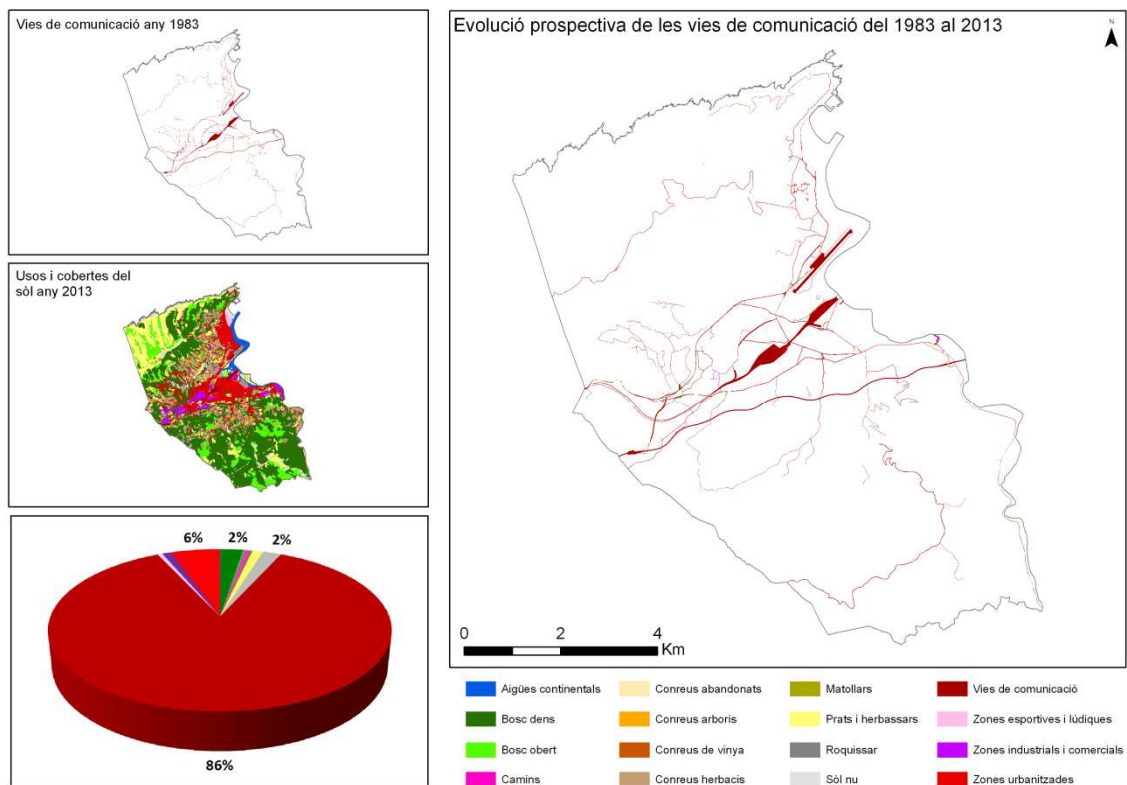 Vies de comunicació any 1983
Evolució prospectiva de les vies de comunicació del 1983 al 2013
N
Usos i cobertes del
sòl any 2013
6%
2%
2%
86%
0
2
4
Km
Aigües continentals
Conreus abandonats
Matollars
Vies de comunicació
Bosc dens
Conreus arboris
Prats i herbassars
Zones esportives i lúdiques
Bosc obert
Conreus de vinya
Roquissar
Zones industrials i comercials
Camins
Conreus herbacis
Sòl nu
Zones urbanitzades